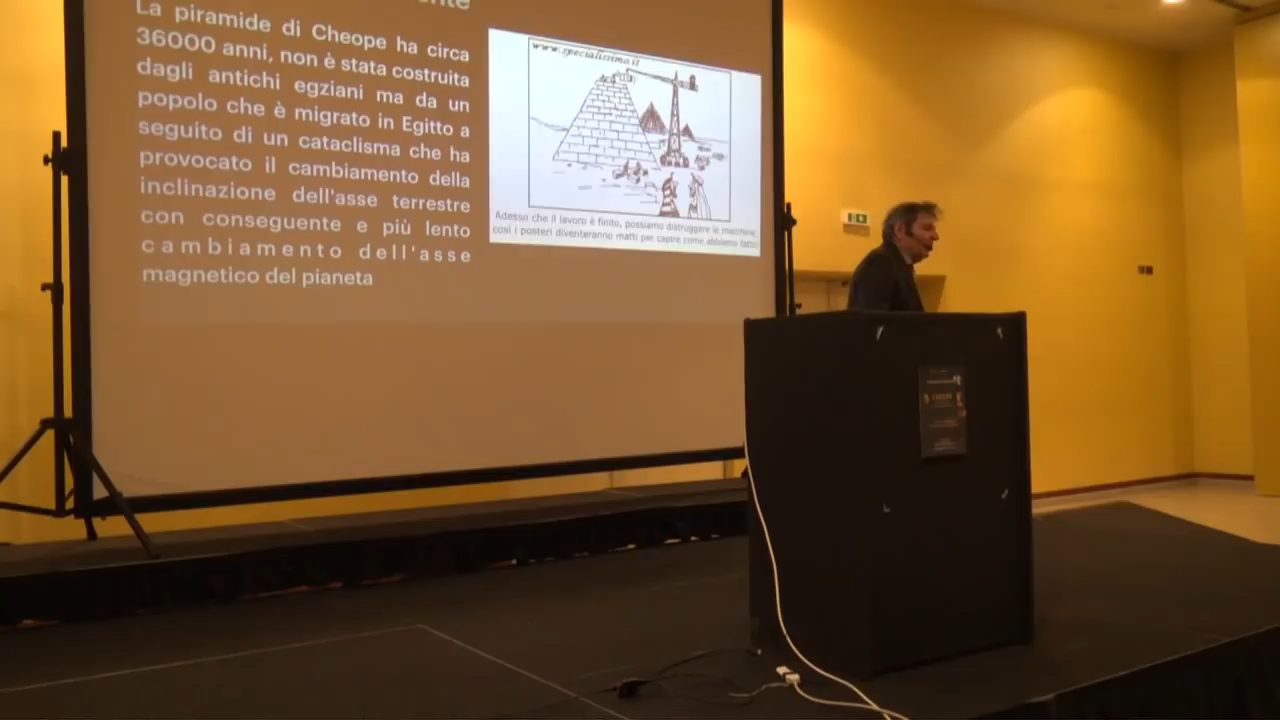 La piramide di Cheope ha circa
36000 anni, non è stata costruita
dagli antichi egziani ma da un
popolo che è migrato in Egitto a
seguito di un cataclisma che ha
provocato il cambiamento della
inclinazione dell'asse terrestre
con conseguente e più lento
cambiamento dell'asse
magnetico del pianeta
www.specialissimo.it
Adesso che il lavoro è finito, possiamo distruggere le macchine,
così i posteri diventeranno matti per capire come abbiamo fatto